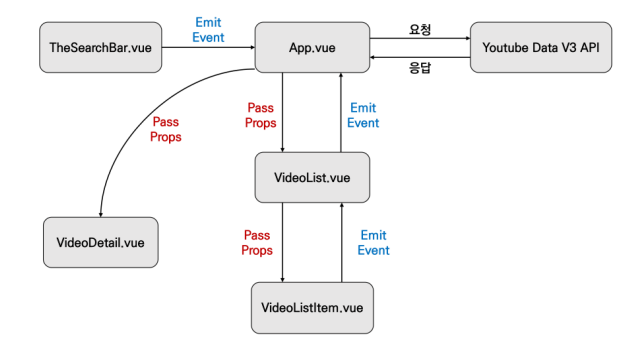 Emit
Event
요청
TheSearchBar.vue
App.vue
Youtube Data V3 API
응답
Pass
Props
Pass
Props
Emit
Event
VideoList.vue
VideoDetail.vue
Pass
Props
Emit
Event
VideoListItem.vue